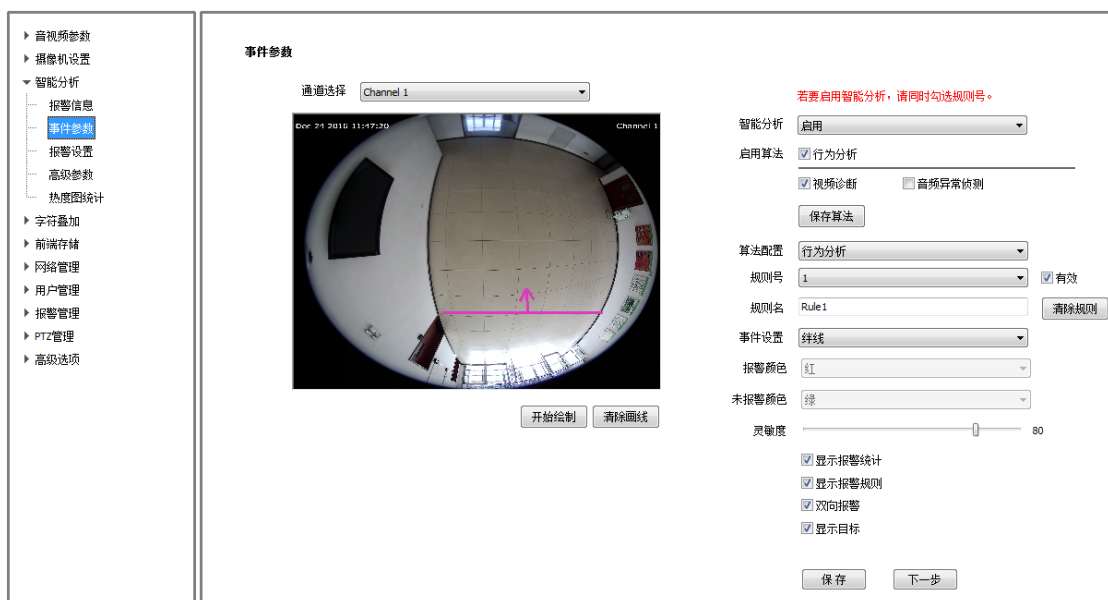 音视频参数
摄像机设置
智能分析
报警信息
事件参数
报警设置
高级参数
热度图统计
字符叠加
前端存储
网络管理
用户管理
报警管理
PTZ管理
高级选项
事件参数
通道选择 Channel 1
Dec 24 2016 11:47:20 Channel 1
开始绘制 清除画线
若要启用智能分析，请同时勾选规则号。
智能分析 启用
启用算法 行为分析
视频诊断 音频异常侦测
保存算法
算法配置 行为分析
规则号 1 有效
规则名 Rule1 清除规则
事件设置 绊线
报警颜色 红
未报警颜色 绿
灵敏度 80
显示报警统计
显示报警规则
双向报警
显示目标
保存 下一步